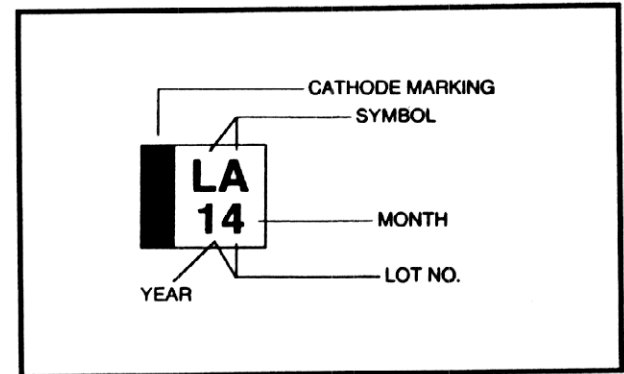 CATHODE MARKING
SYMBOL
LA
14
MONTH
LOT NO.
YEAR